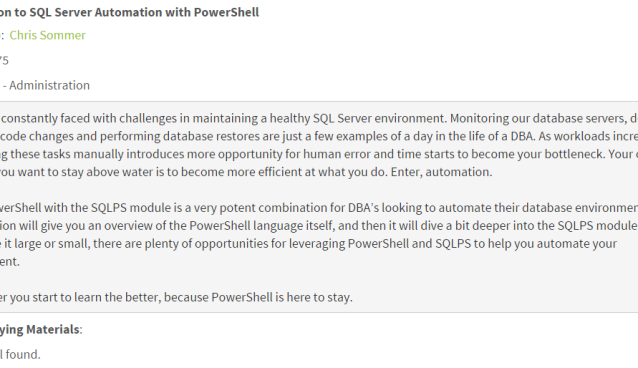 on to SQL Server Automation with PowerShell
: Chris Sommer
75
- Administration
constantly faced with challenges in maintaining a healthy SQL Server environment. Monitoring our database servers, d
code changes and performing database restores are just a few examples of a day in the life of a DBA. As workloads incre
g these tasks manually introduces more opportunity for human error and time starts to become your bottleneck. Your
you want to stay above water is to become more efficient at what you do. Enter, automation.
werShell with the SQLPS module is a very potent combination for DBA's looking to automate their database environmen
ion will give you an overview of the PowerShell language itself, and then it will dive a bit deeper into the SQLPS module
it large or small, there are plenty of opportunities for leveraging PowerShell and SQLPS to help you automate your
ent.
er you start to learn the better, because PowerShell is here to stay.
ying Materials:
l found.